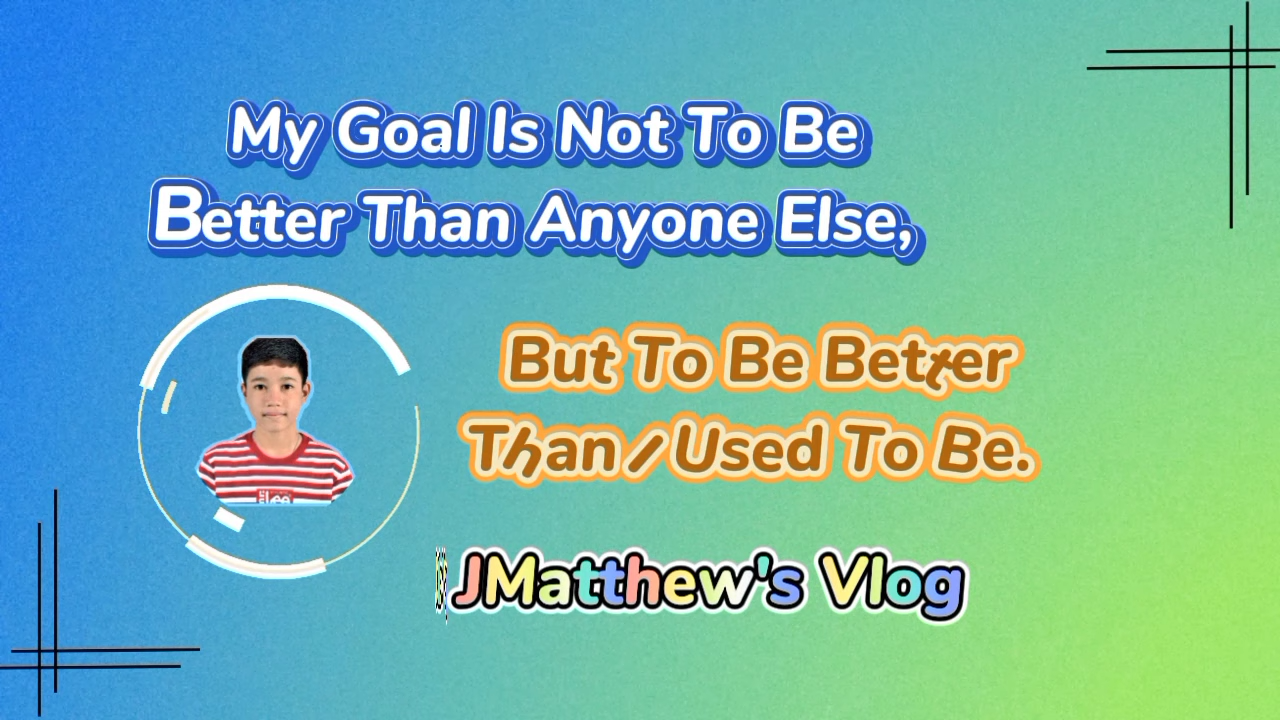 My Goal Is Not To Be
Better Than Anyone Else,
But To Be Better
Than I Used To Be.
Lee
JMatthew's Vlog